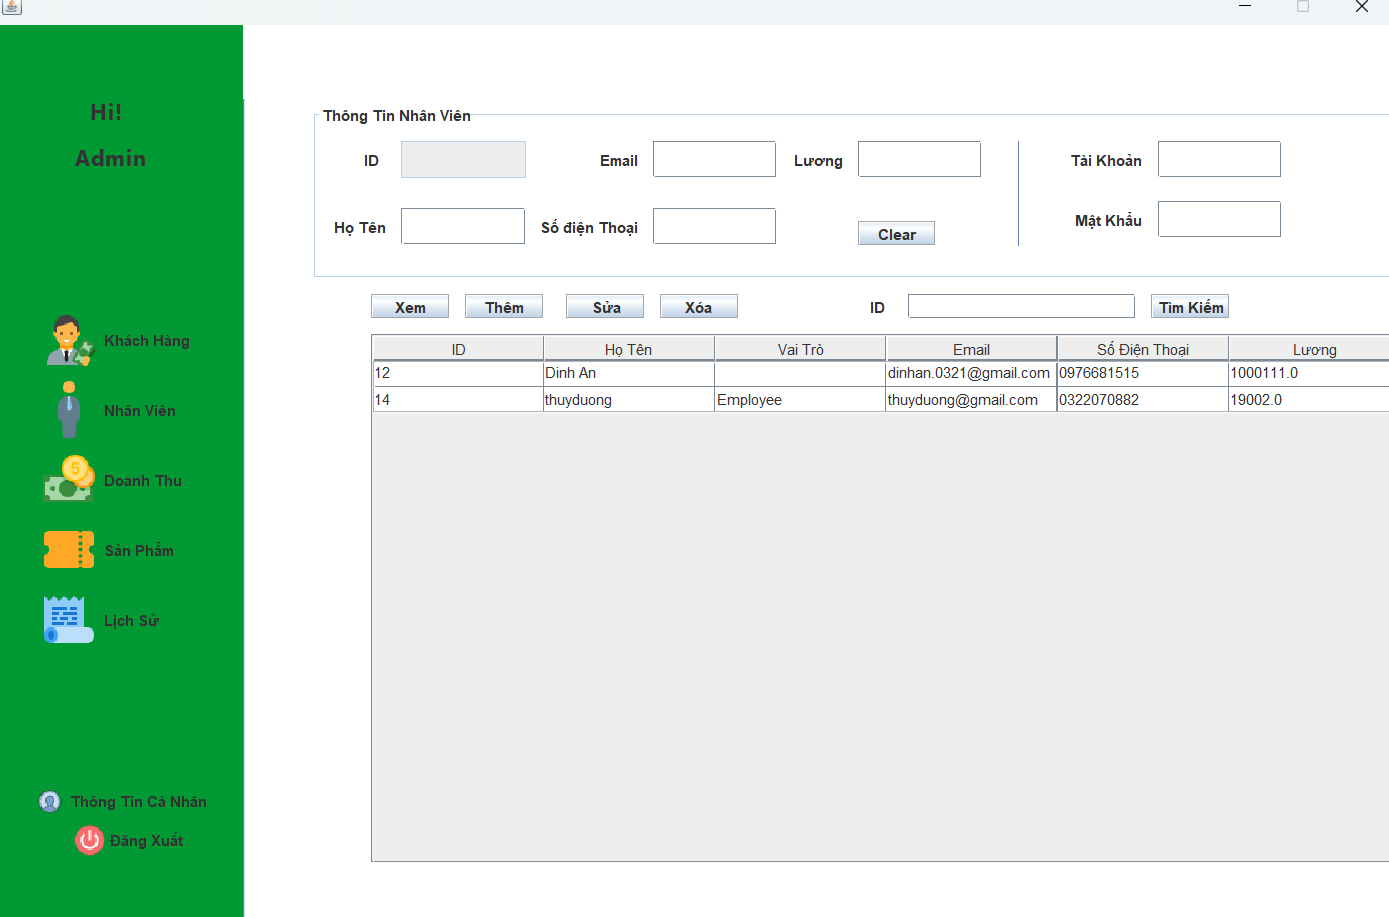 Hi!
Admin
Khách Hàng
Nhân Viên
Doanh Thu
Sản Phẩm
Lịch Sử
Thông Tin Cá Nhân
Đăng Xuất
Thông Tin Nhân Viên
ID Email Lương Tài Khoản
Họ Tên Số điện Thoại Clear Mật Khẩu
Xem Thêm Sửa Xóa ID Tìm Kiếm
ID Họ Tên Vai Trò Email Số Điện Thoại Lương
12 Dinh An dinhan.0321@gmail.com 0976681515 1000111.0
14 thuyduong Employee thuyduong@gmail.com 0322070882 19002.0